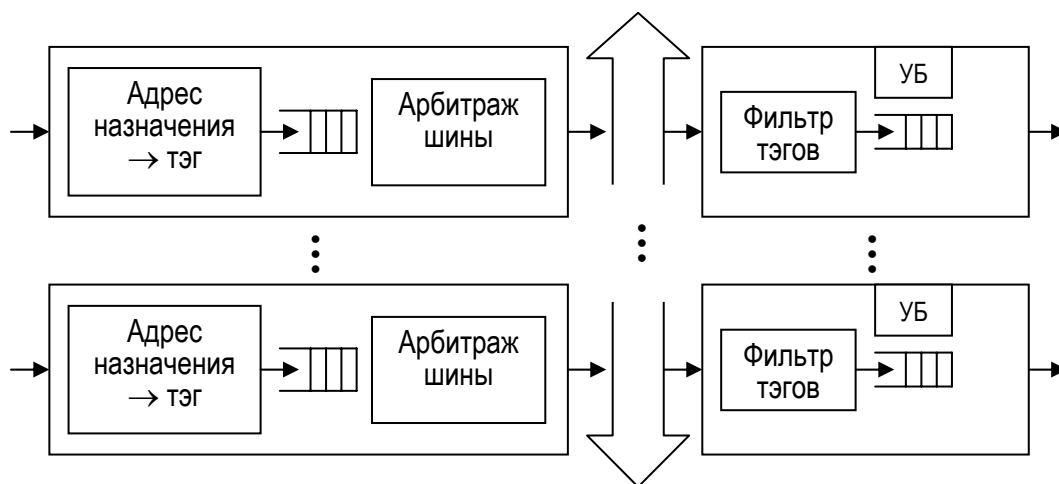 Адрес
назначения
→ тэг
Арбитраж
шины
УБ
Фильтр
тэгов
Адрес
назначения
→ тэг
Арбитраж
шины
УБ
Фильтр
тэгов